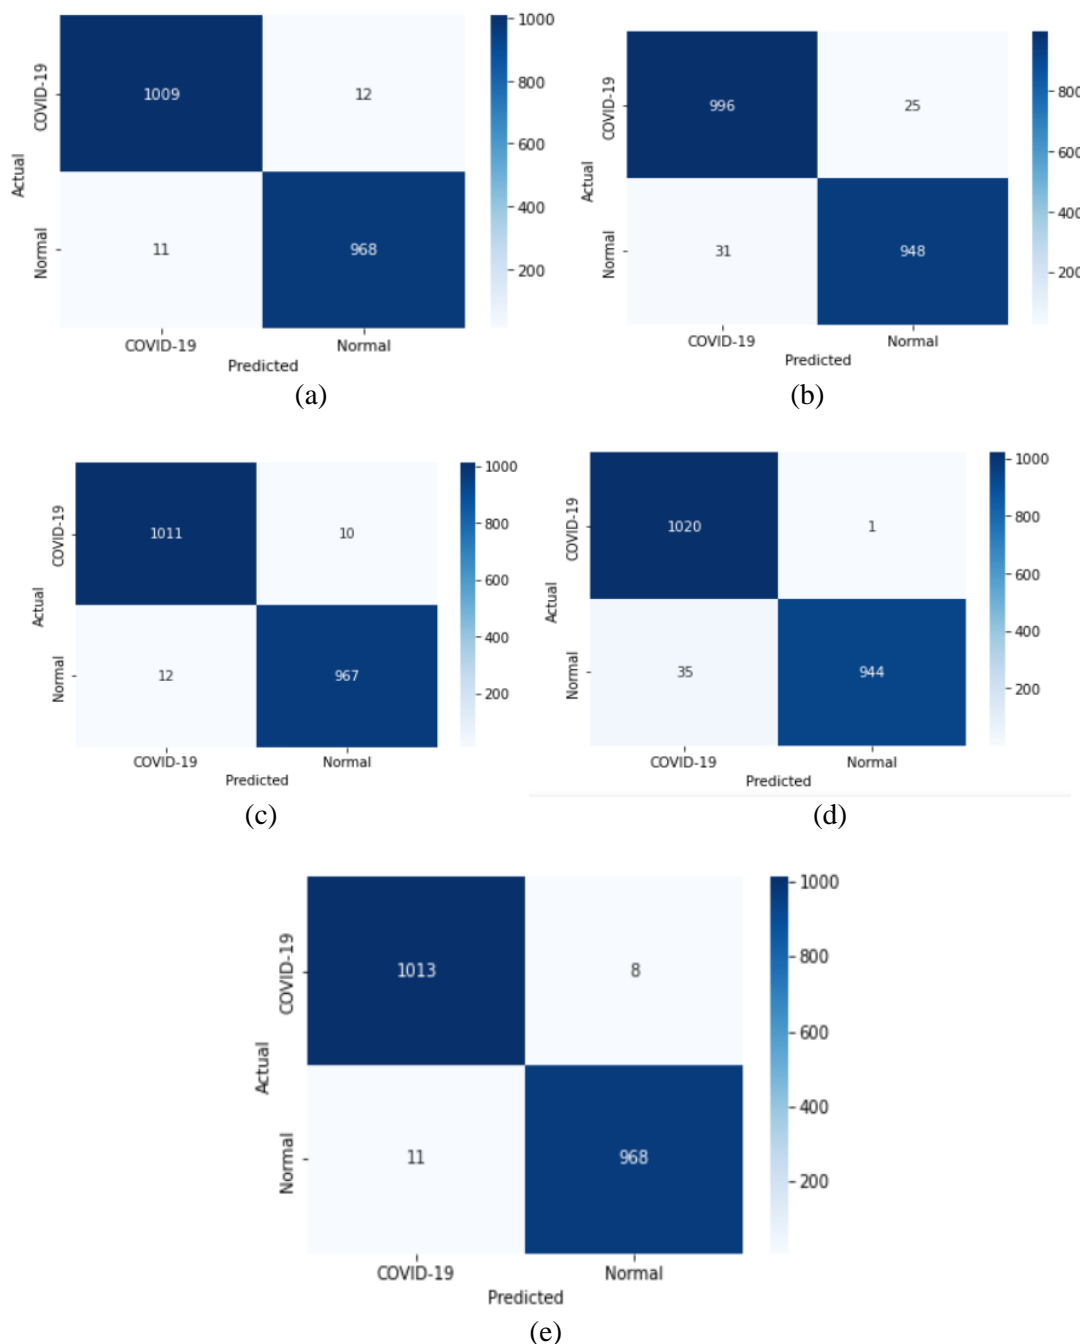 1000
COVID-19
1009
12
800
600
Actual
400
Normal
11
968
200
COVID-19
Normal
Predicted
(a)
COVID-19
996
25
800
600
Actual
400
Normal
31
948
200
COVID-19
Normal
Predicted
(b)
1000
COVID-19
1011
10
800
600
Actual
400
Normal
12
967
200
COVID-19
Normal
Predicted
(c)
1000
COVID-19
1020
1
800
600
Actual
400
Normal
35
944
200
COVID-19
Normal
Predicted
(d)
1000
COVID-19
1013
8
800
600
Actual
400
Normal
11
968
200
COVID-19
Normal
Predicted
(e)